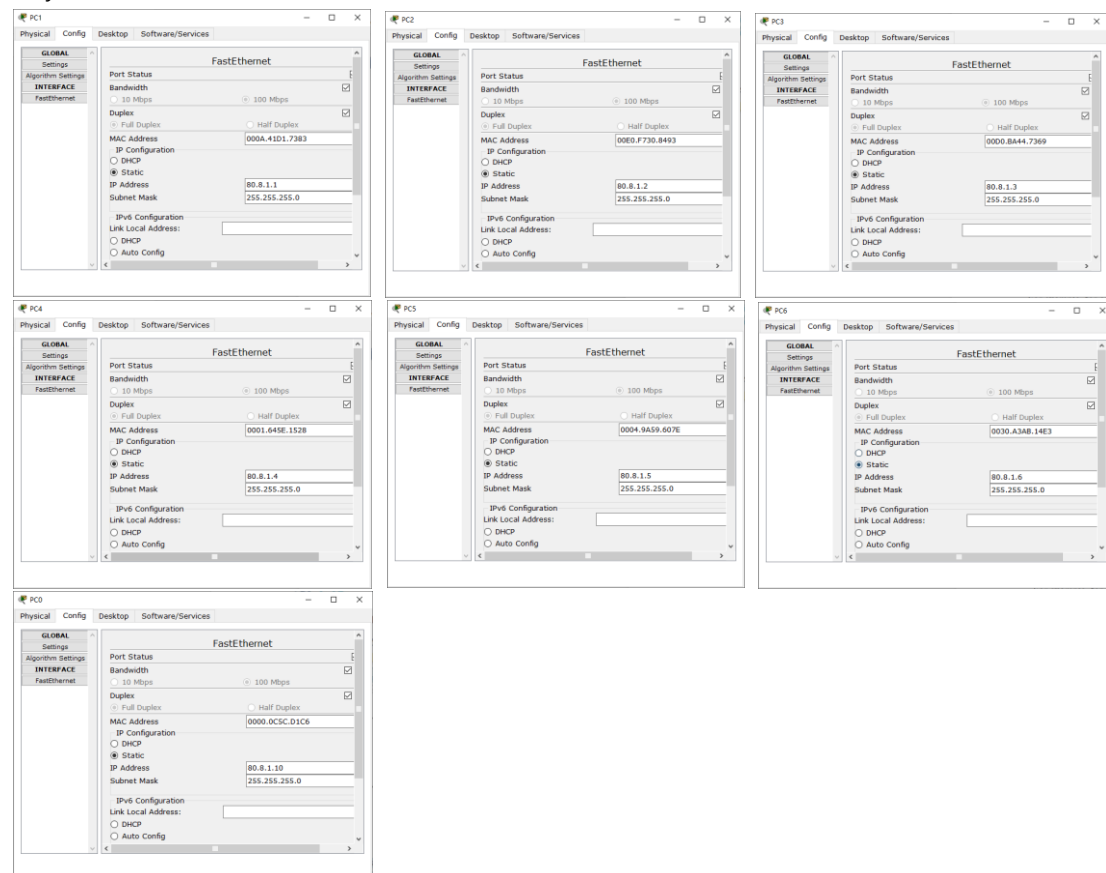 PC1
Physical Config Desktop Software/Services
GLOBAL
Settings
Algorithm Settings
INTERFACE
FastEthernet
FastEthernet
Port Status
Bandwidth
10 Mbps 100 Mbps
Duplex
Full Duplex Half Duplex
MAC Address 000A.41D1.7383
IP Configuration
DHCP
Static
IP Address 80.8.1.1
Subnet Mask 255.255.255.0
IPv6 Configuration
Link Local Address:
DHCP
Auto Config
PC2
Physical Config Desktop Software/Services
GLOBAL
Settings
Algorithm Settings
INTERFACE
FastEthernet
FastEthernet
Port Status
Bandwidth
10 Mbps 100 Mbps
Duplex
Full Duplex Half Duplex
MAC Address 00E0.F730.8493
IP Configuration
DHCP
Static
IP Address 80.8.1.2
Subnet Mask 255.255.255.0
IPv6 Configuration
Link Local Address:
DHCP
Auto Config
PC3
Physical Config Desktop Software/Services
GLOBAL
Settings
Algorithm Settings
INTERFACE
FastEthernet
FastEthernet
Port Status
Bandwidth
10 Mbps 100 Mbps
Duplex
Full Duplex Half Duplex
MAC Address 00D0.BA44.7369
IP Configuration
DHCP
Static
IP Address 80.8.1.3
Subnet Mask 255.255.255.0
IPv6 Configuration
Link Local Address:
DHCP
Auto Config
PC4
Physical Config Desktop Software/Services
GLOBAL
Settings
Algorithm Settings
INTERFACE
FastEthernet
FastEthernet
Port Status
Bandwidth
10 Mbps 100 Mbps
Duplex
Full Duplex Half Duplex
MAC Address 0001.645E.1528
IP Configuration
DHCP
Static
IP Address 80.8.1.4
Subnet Mask 255.255.255.0
IPv6 Configuration
Link Local Address:
DHCP
Auto Config
PC5
Physical Config Desktop Software/Services
GLOBAL
Settings
Algorithm Settings
INTERFACE
FastEthernet
FastEthernet
Port Status
Bandwidth
10 Mbps 100 Mbps
Duplex
Full Duplex Half Duplex
MAC Address 0004.9A59.607E
IP Configuration
DHCP
Static
IP Address 80.8.1.5
Subnet Mask 255.255.255.0
IPv6 Configuration
Link Local Address:
DHCP
Auto Config
PC6
Physical Config Desktop Software/Services
GLOBAL
Settings
Algorithm Settings
INTERFACE
FastEthernet
FastEthernet
Port Status
Bandwidth
10 Mbps 100 Mbps
Duplex
Full Duplex Half Duplex
MAC Address 0030.A3AB.14E3
IP Configuration
DHCP
Static
IP Address 80.8.1.6
Subnet Mask 255.255.255.0
IPv6 Configuration
Link Local Address:
DHCP
Auto Config
PC0
Physical Config Desktop Software/Services
GLOBAL
Settings
Algorithm Settings
INTERFACE
FastEthernet
FastEthernet
Port Status
Bandwidth
10 Mbps 100 Mbps
Duplex
Full Duplex Half Duplex
MAC Address 0000.0C5C.D1C6
IP Configuration
DHCP
Static
IP Address 80.8.1.10
Subnet Mask 255.255.255.0
IPv6 Configuration
Link Local Address:
DHCP
Auto Config